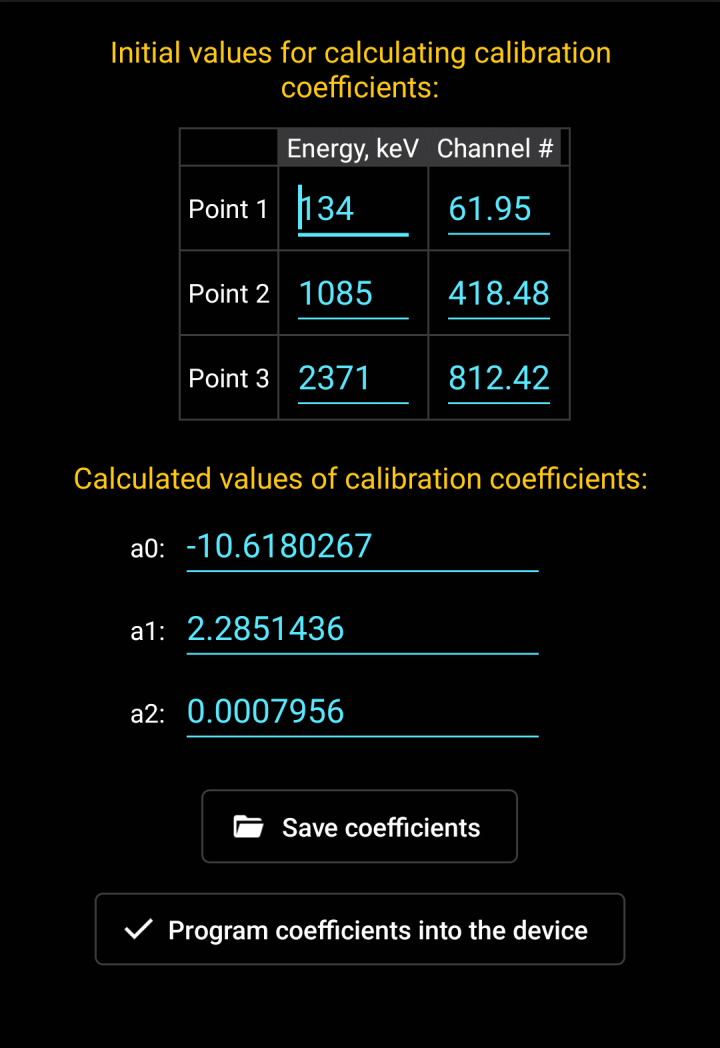 Initial values for calculating calibration
coefficients:
Energy, keV Channel #
Point 1 134 61.95
Point 2 1085 418.48
Point 3 2371 812.42
Calculated values of calibration coefficients:
a0: -10.6180267
a1: 2.2851436
a2: 0.0007956
Save coefficients
Program coefficients into the device